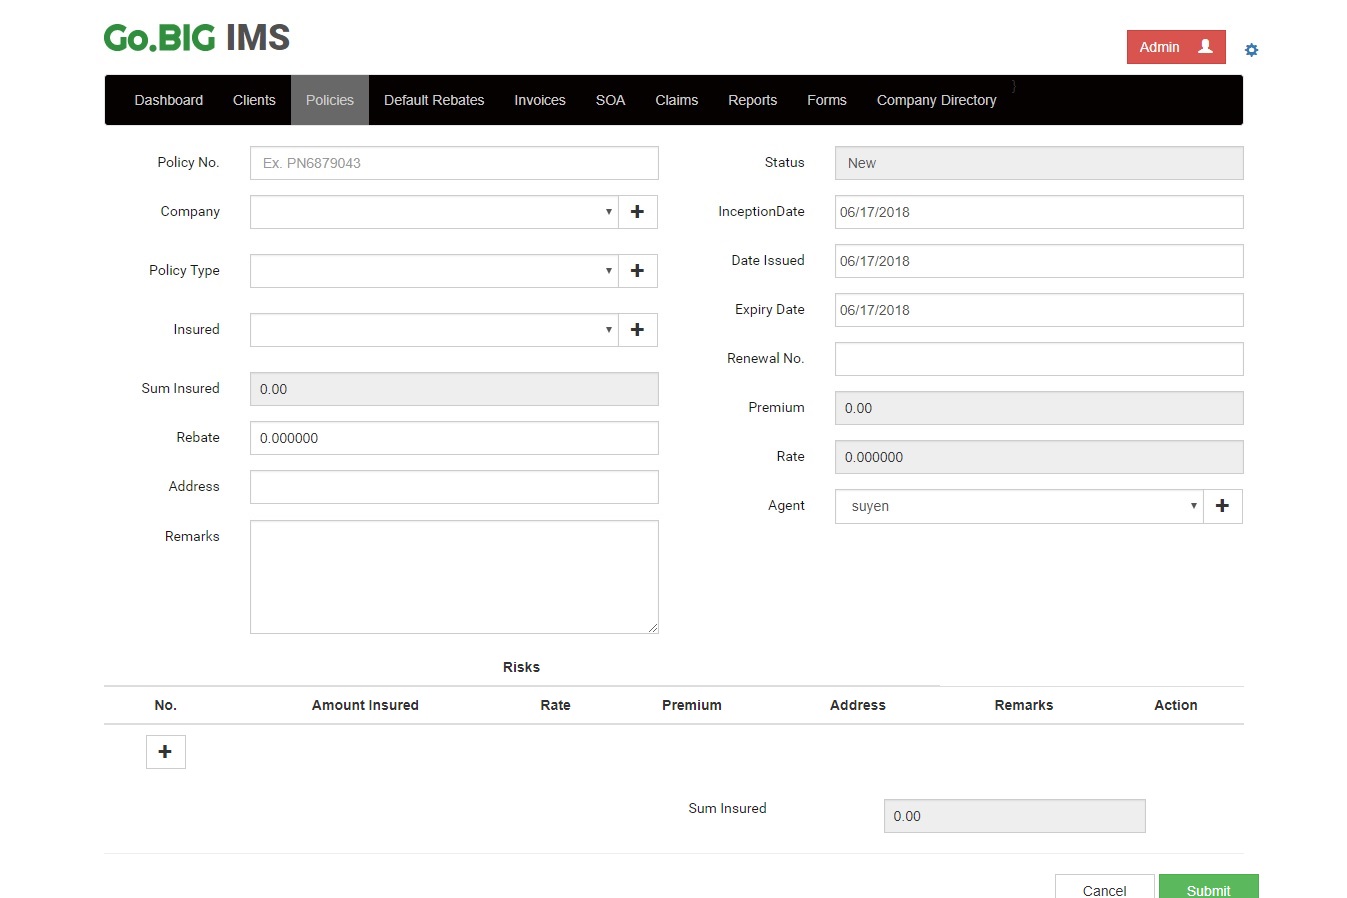 Go.BIG IMS
Admin
Dashboard Clients Policies Default Rebates Invoices SOA Claims Reports Forms Company Directory }
Policy No. Ex. PN6879043
Status New
Company
InceptionDate 06/17/2018
Policy Type
Date Issued 06/17/2018
Insured
Expiry Date 06/17/2018
Renewal No.
Sum Insured 0.00
Premium 0.00
Rebate 0.000000
Rate 0.000000
Address
Agent suyen
Remarks
Risks
No. Amount Insured Rate Premium Address Remarks Action
Sum Insured 0.00
Cancel Submit